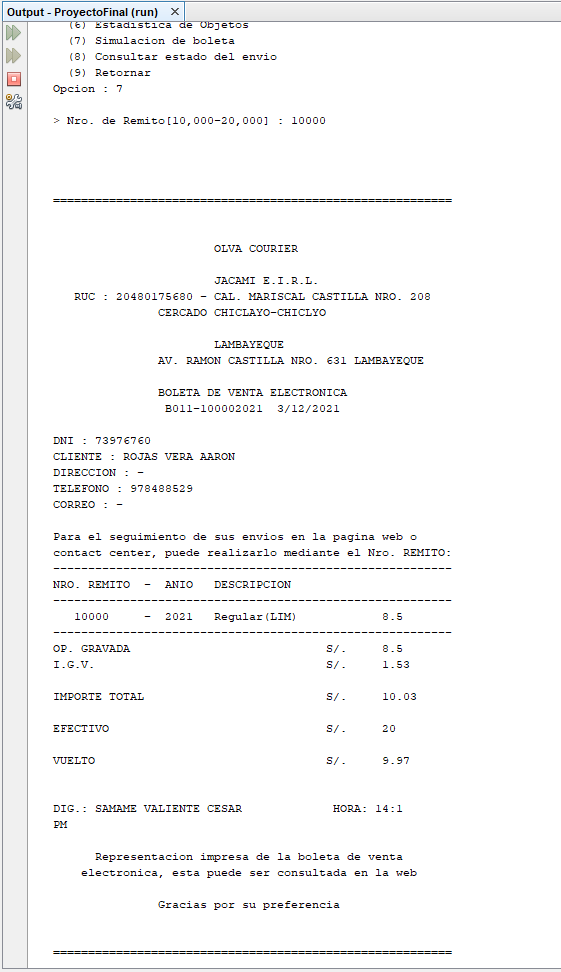 Output - ProyectoFinal (run) ×
(6) Estadistica de Objetos
(7) Simulacion de boleta
(8) Consultar estado del envio
(9) Retornar
Opcion : 7
> Nro. de Remito[10,000-20,000] : 10000
=========================================================
OLVA COURIER
JACAMI E.I.R.L.
RUC : 20480175680 - CAL. MARISCAL CASTILLA NRO. 208
CERCADO CHICLAYO-CHICLYO
LAMBAYEQUE
AV. RAMON CASTILLA NRO. 631 LAMBAYEQUE
BOLETA DE VENTA ELECTRONICA
B011-100002021  3/12/2021
DNI : 73976760
CLIENTE : ROJAS VERA AARON
DIRECCION : -
TELEFONO : 978488529
CORREO : -
Para el seguimiento de sus envios en la pagina web o
contact center, puede realizarlo mediante el Nro. REMITO:
---------------------------------------------------------
NRO. REMITO  -  ANIO   DESCRIPCION
---------------------------------------------------------
10000     -  2021   Regular(LIM)            8.5
---------------------------------------------------------
OP. GRAVADA                            S/.     8.5
I.G.V.                                 S/.     1.53
IMPORTE TOTAL                          S/.     10.03
EFECTIVO                               S/.     20
VUELTO                                 S/.     9.97
DIG.: SAMAME VALIENTE CESAR             HORA: 14:1
PM
Representacion impresa de la boleta de venta
electronica, esta puede ser consultada en la web
Gracias por su preferencia
=========================================================